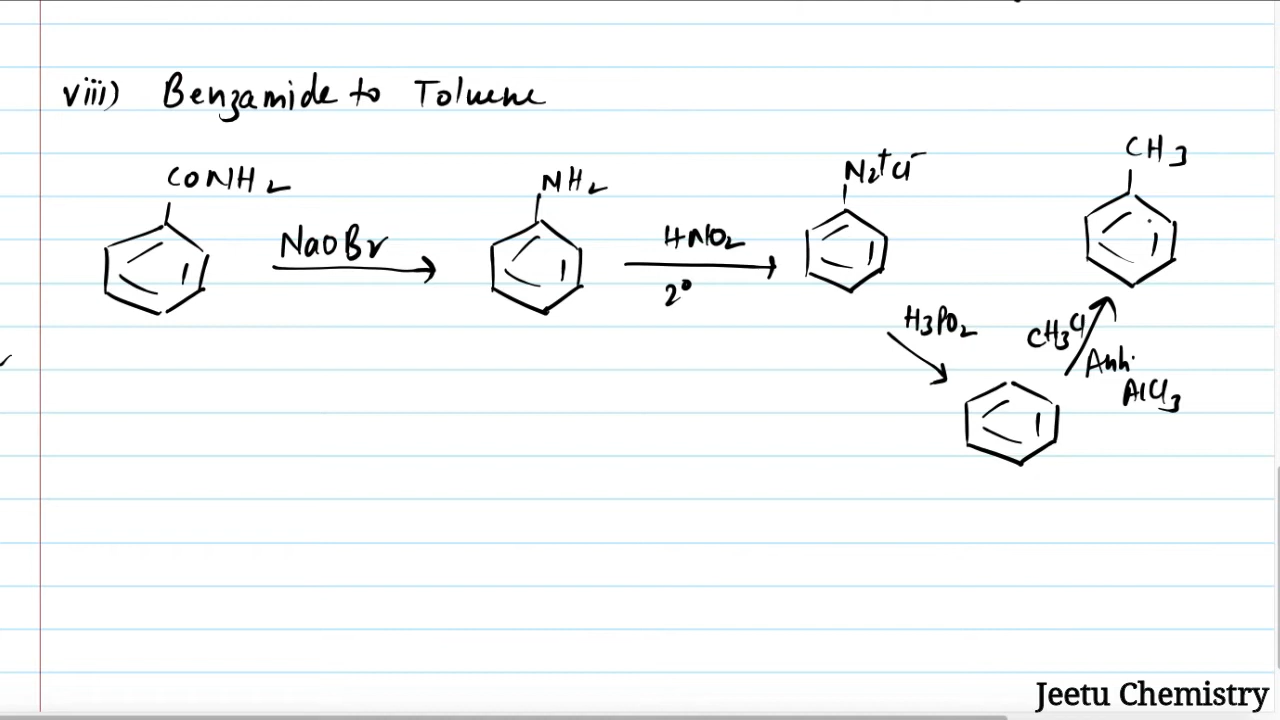 viii) Benzamide to Toluene
CONH2
NaOBr
NH2
HNO2
2°
N2+Cl-
H3PO2
CH3Cl
Anh.
AlCl3
CH3
Jeetu Chemistry